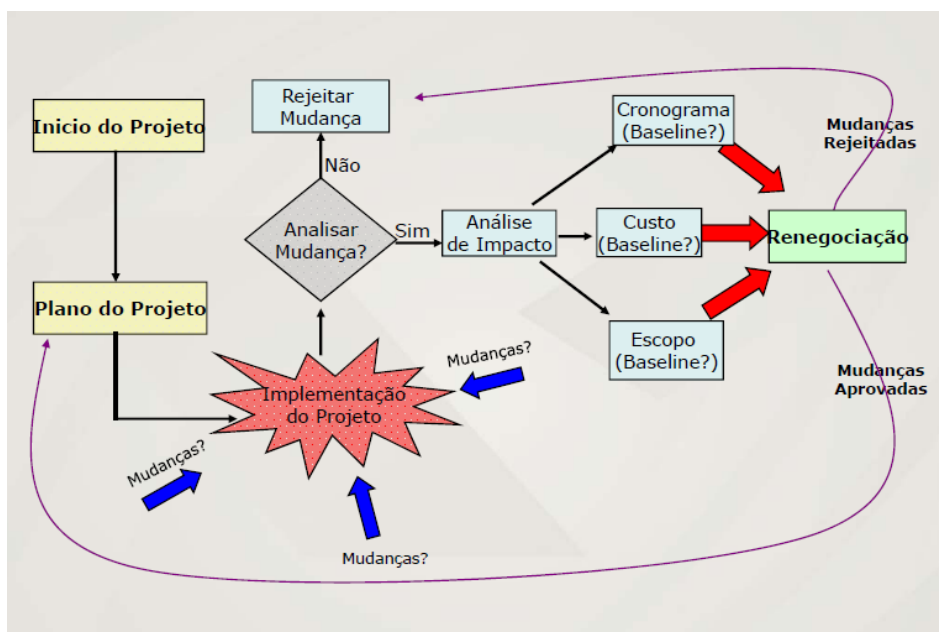 Inicio do Projeto
Plano do Projeto
Mudanças?
Implementação
do Projeto
Mudanças?
Mudanças?
Analisar
Mudança?
Não
Rejeitar
Mudança
Sim
Análise
de Impacto
Cronograma
(Baseline?)
Custo
(Baseline?)
Escopo
(Baseline?)
Renegociação
Mudanças
Rejeitadas
Mudanças
Aprovadas